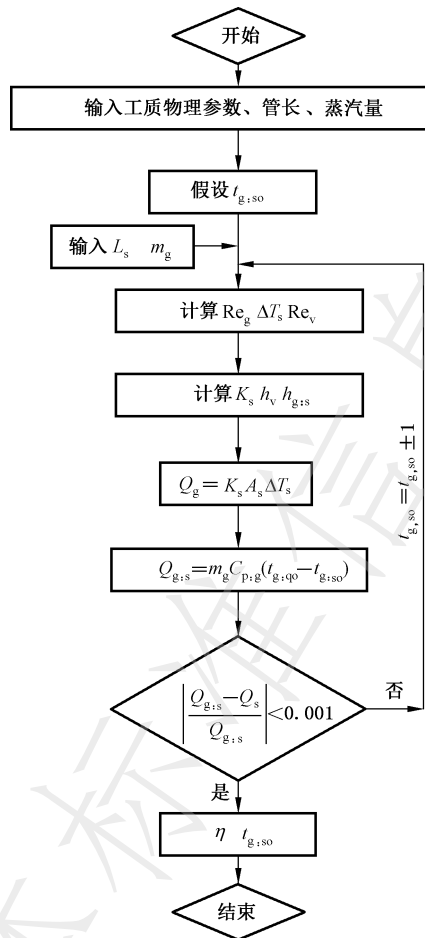 开始
输入工质物理参数、管长、蒸汽量
假设 t_{g:so}
输入 L_s m_g
计算 Re_g ΔT_s Re_v
计算 K_s h_v h_{g:s}
Q_g=K_s A_s ΔT_s
Q_{g:s}=m_g C_{p:g}(t_{g:qo}−t_{g:so})
|(Q_{g:s}−Q_s)/Q_{g:s}|<0.001
否
t_{g,so}=t_{g,so}±1
是
η t_{g:so}
结束